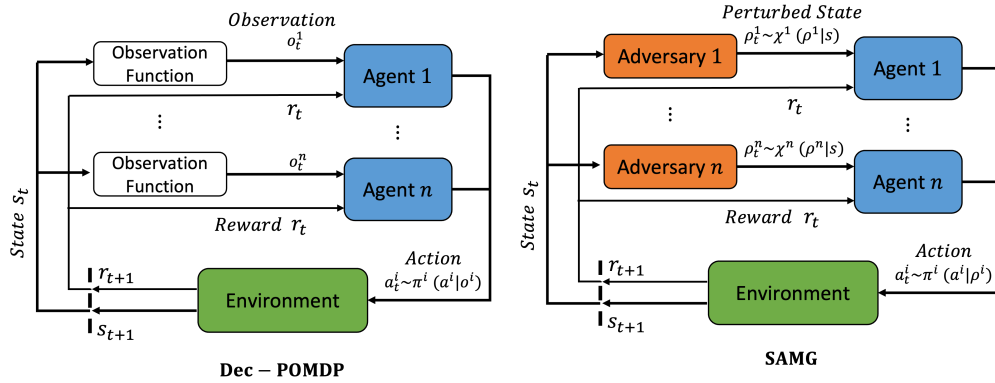 Observation
o_t^1
Observation
Function
Agent 1
r_t
⋮
⋮
Observation
Function
o_t^n
Agent n
State s_t
Reward r_t
Action
a_t^i~π^i (a^i|o^i)
r_{t+1}
Environment
s_{t+1}
Dec − POMDP
Perturbed State
ρ_t^1~χ^1 (ρ^1|s)
Adversary 1
Agent 1
r_t
⋮
⋮
ρ_t^n~χ^n (ρ^n|s)
Adversary n
Agent n
State s_t
Reward r_t
Action
a_t^i~π^i (a^i|ρ^i)
r_{t+1}
Environment
s_{t+1}
SAMG